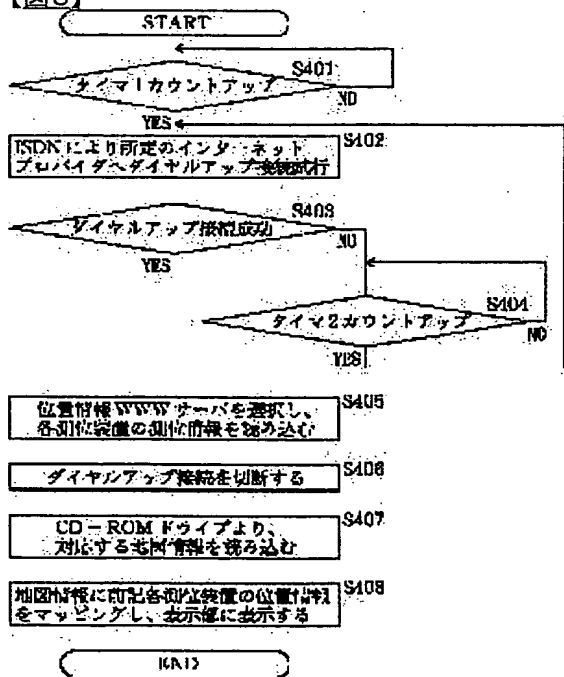 START
タイマ1カウントアップ
S401
NO
YES
ISDNにより所定のインターネット
プロバイダへダイヤルアップ接続試行
S402
ダイヤルアップ接続成功
S403
NO
YES
タイマ2カウントアップ
S404
NO
YES
位置情報WWWサーバを選択し、
各測位装置の測位情報を読み込む
S405
ダイヤルアップ接続を切断する
S406
CD-ROMドライブより、
対応する地図情報を読み込む
S407
地図情報に前記各測位装置の位置情報
をマッピングし、表示部に表示する
S408
END